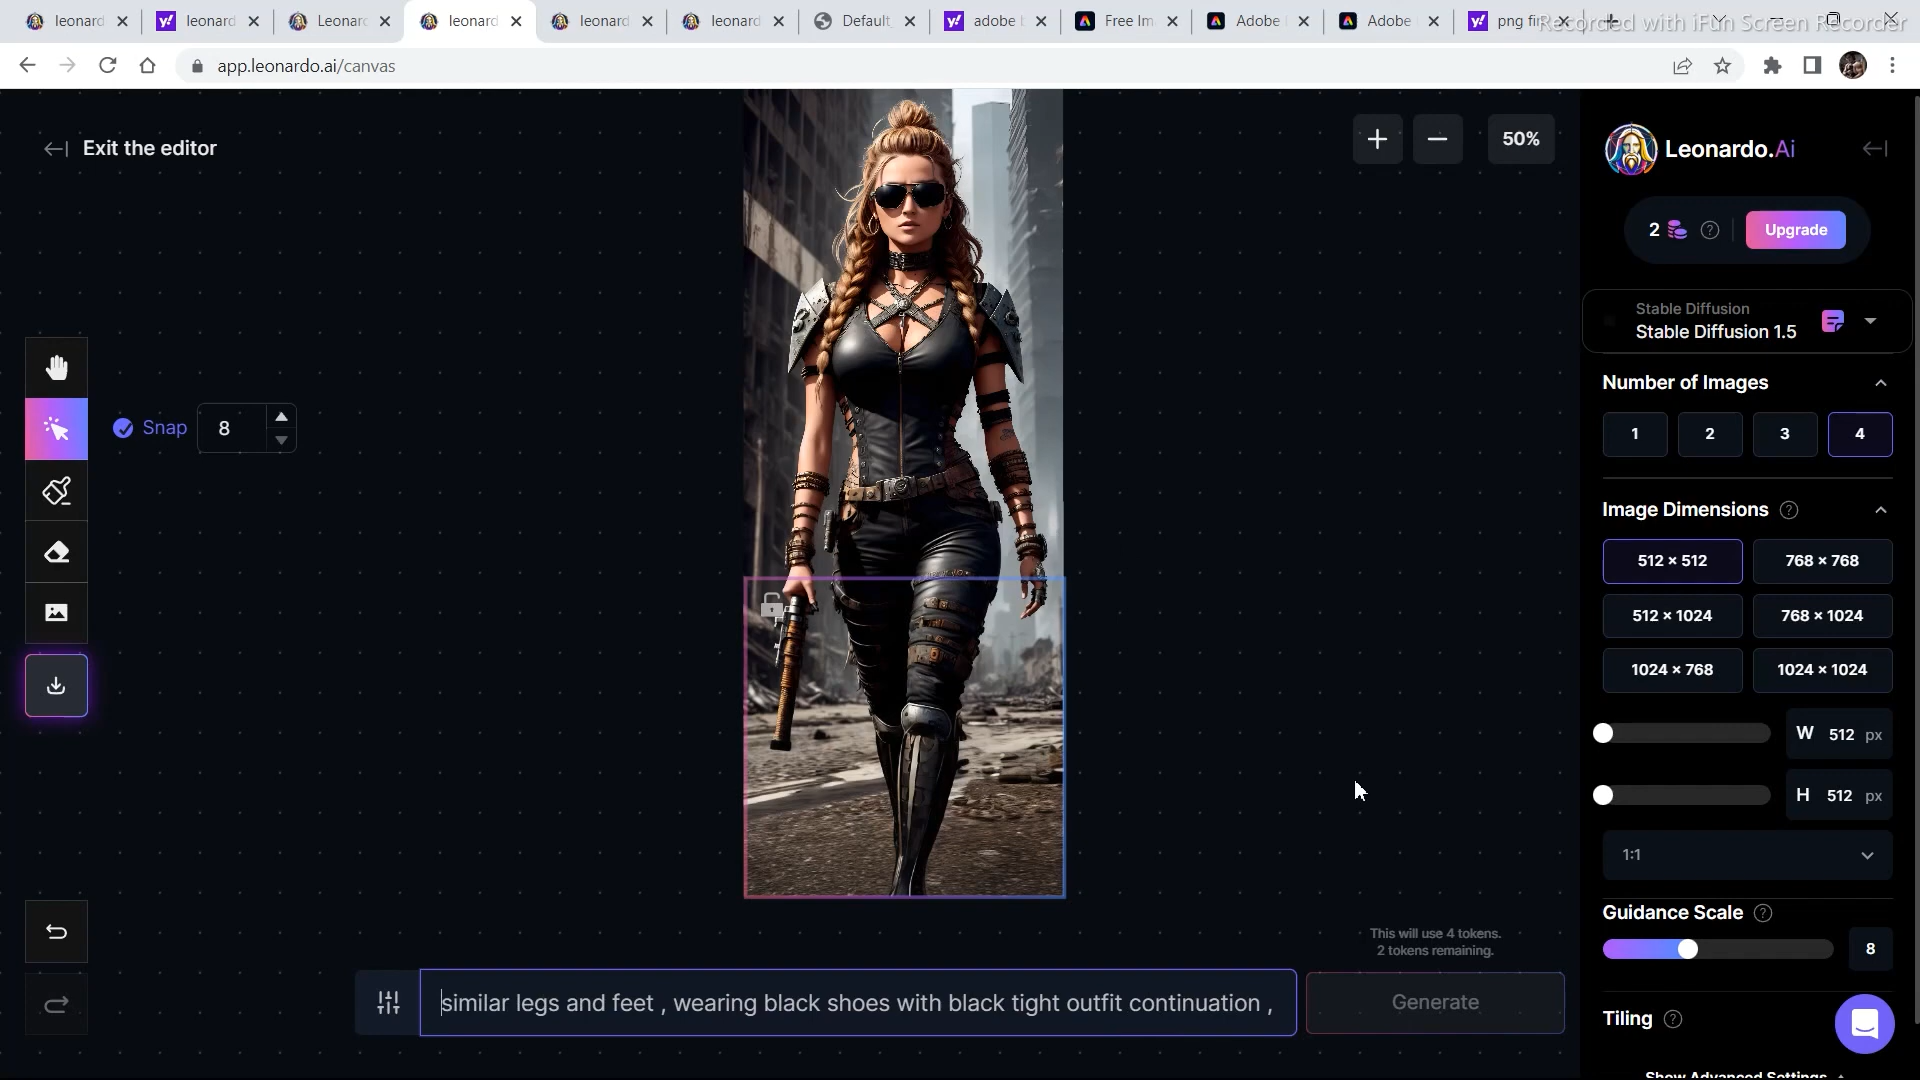 leonard
leonard
Leonard
leonard
leonard
leonard
Default_
adobe
Free Im
Adobe
Adobe
png
Recorded with iFun Screen Recorder
app.leonardo.ai/canvas
Exit the editor
50%
Leonardo.Ai
2
Upgrade
Stable Diffusion
Stable Diffusion 1.5
Number of Images
1 2 3 4
Snap 8
Image Dimensions
512 × 512 768 × 768
512 × 1024 768 × 1024
1024 × 768 1024 × 1024
W 512 px
H 512 px
1:1
Guidance Scale
8
This will use 4 tokens.
2 tokens remaining.
similar legs and feet , wearing black shoes with black tight outfit continuation ,
Generate
Tiling
Show Advanced Settings